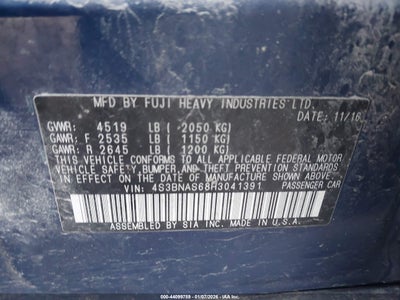 MFD BY FUJI HEAVY INDUSTRIES LTD.
DATE: 11/16
GVWR: 4519 LB ( 2050 KG)
GAWR: F 2535 LB ( 1150 KG)
GAWR: R 2645 LB ( 1200 KG)
THIS VEHICLE CONFORMS TO ALL APPLICABLE FEDERAL MOTOR
VEHICLE SAFETY, BUMPER, AND THEFT PREVENTION STANDARDS
IN EFFECT ON THE DATE OF MANUFACTURE SHOWN ABOVE.
VIN: 4S3BNAS68H3041391 PASSENGER CAR
ASSEMBLED BY SIA INC. MADE IN U.S.A.
IAA
Stock No: 44099759 - 01/07/2026 - IAA Inc.